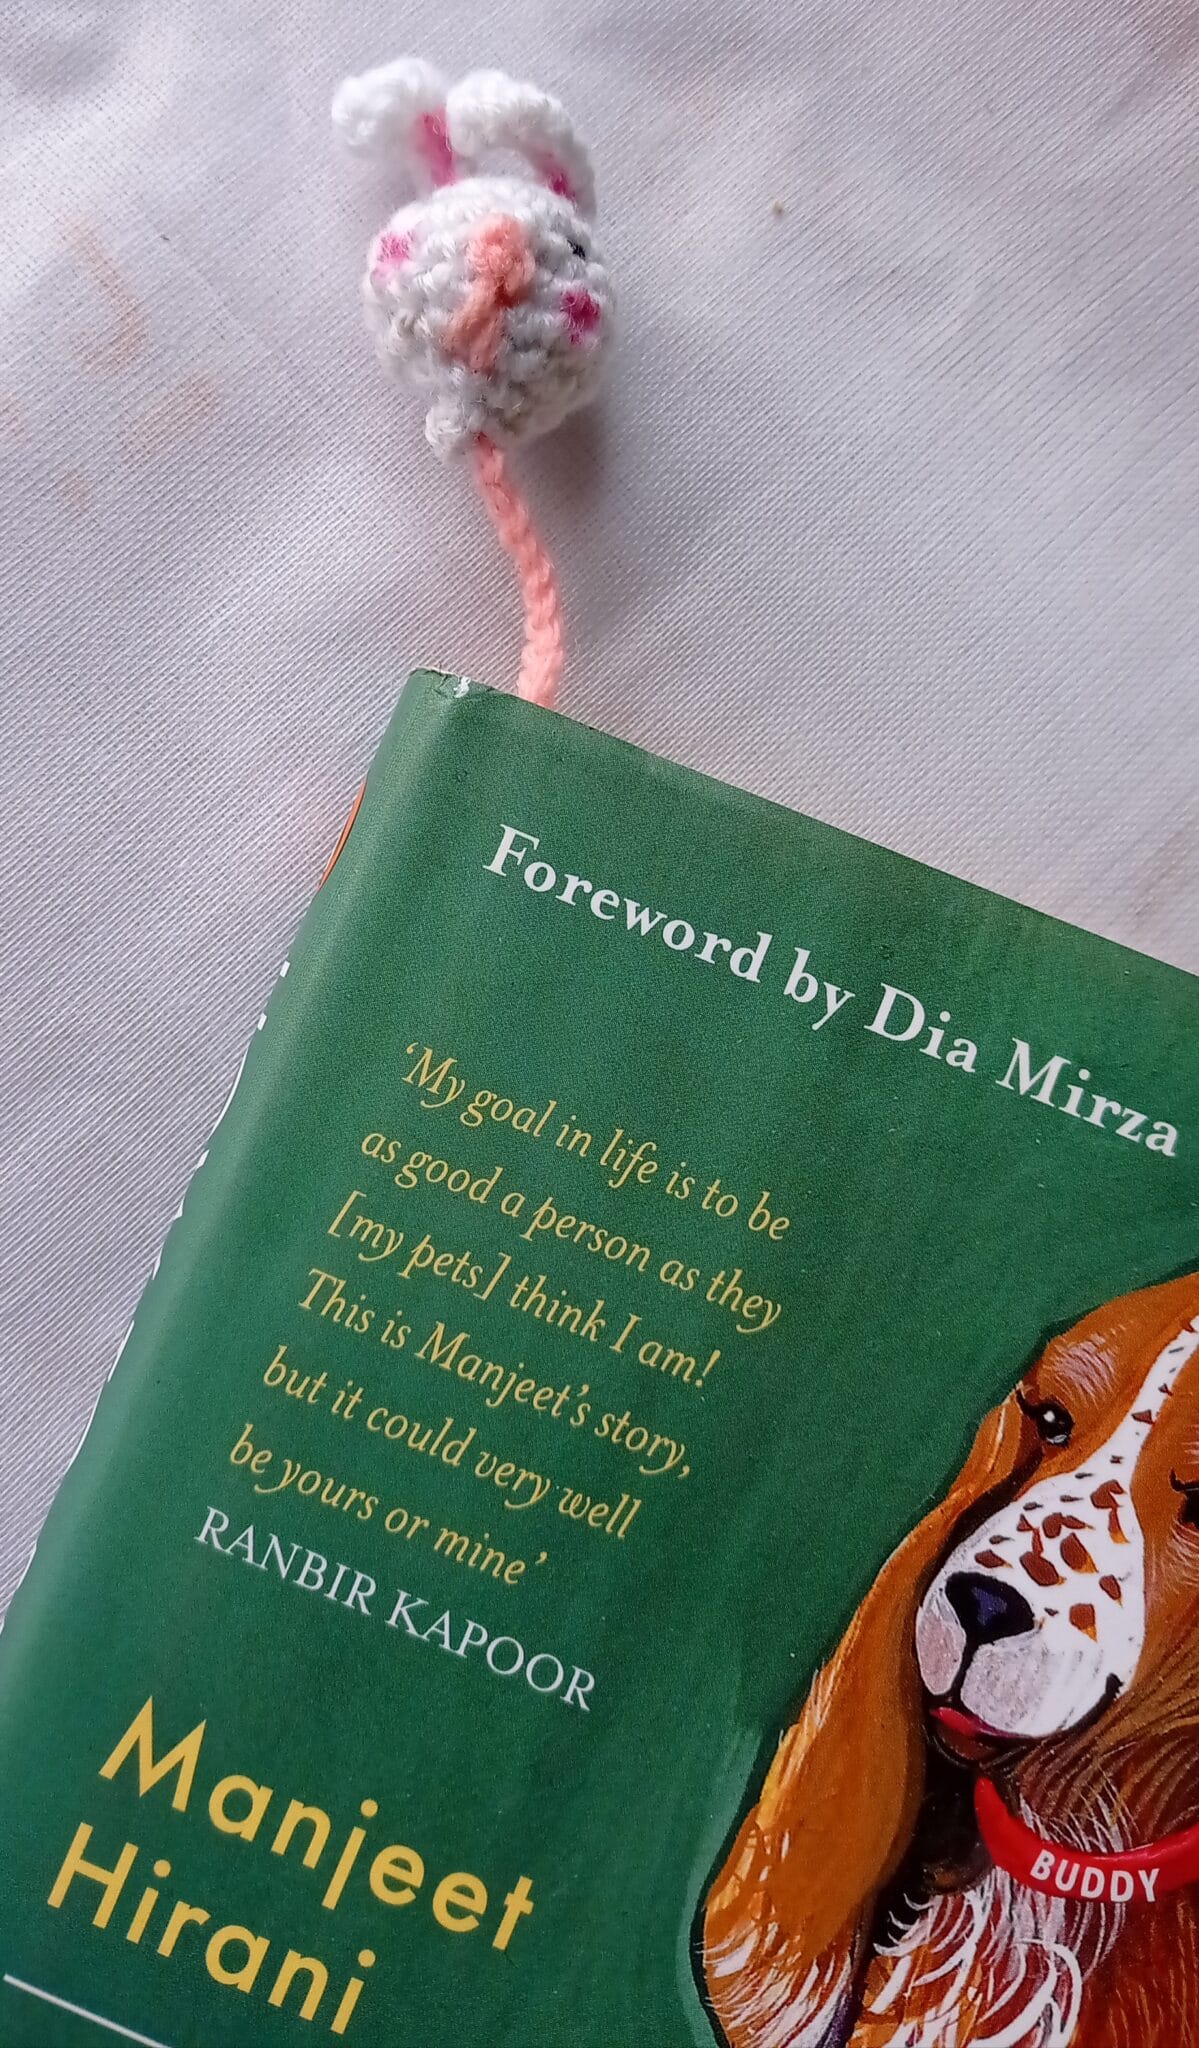 Foreword by Dia Mirza
‘My goal in life is to be
as good a person as they
[my pets] think I am!
This is Manjeet’s story,
but it could very well
be yours or mine’
RANBIR KAPOOR
Manjeet
Hirani
BUDDY